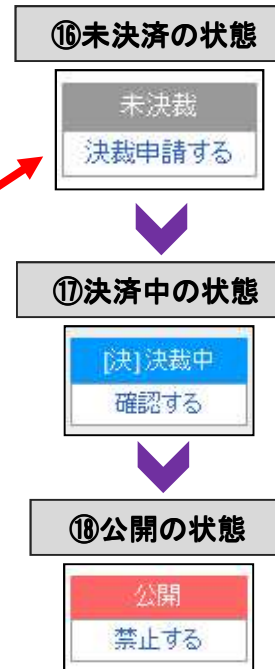 ⑯未決済の状態
未決裁
決裁申請する
⑰決済中の状態
[決]決裁中
確認する
⑱公開の状態
公開
禁止する